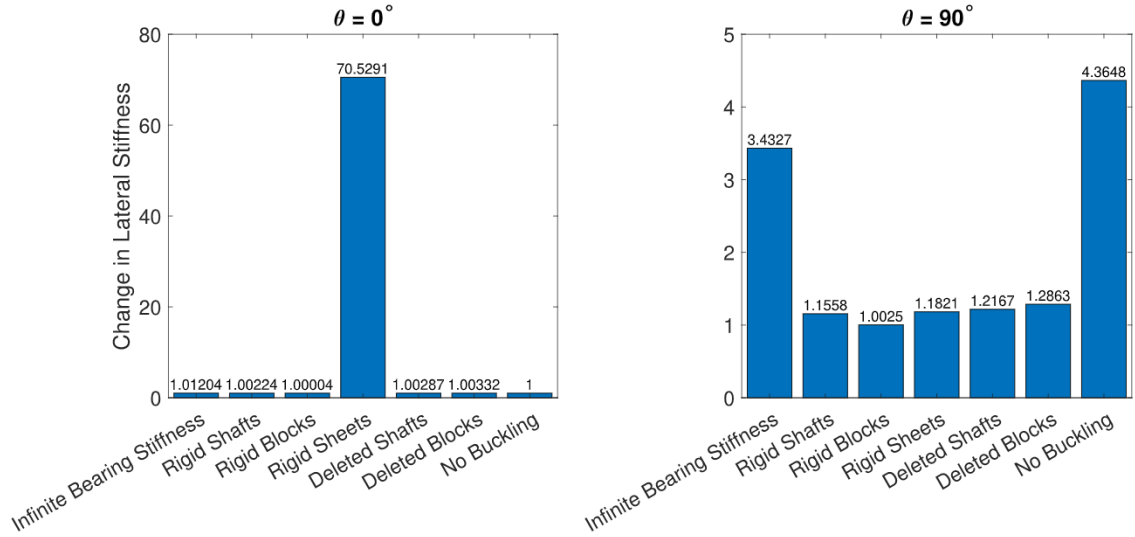 θ = 0°
Change in Lateral Stiffness
80
60
40
20
0
1.01204
1.00224
1.00004
70.5291
1.00287
1.00332
1
Infinite Bearing Stiffness
Rigid Shafts
Rigid Blocks
Rigid Sheets
Deleted Shafts
Deleted Blocks
No Buckling
θ = 90°
5
4
3
2
1
0
3.4327
1.1558
1.0025
1.1821
1.2167
1.2863
4.3648
Infinite Bearing Stiffness
Rigid Shafts
Rigid Blocks
Rigid Sheets
Deleted Shafts
Deleted Blocks
No Buckling